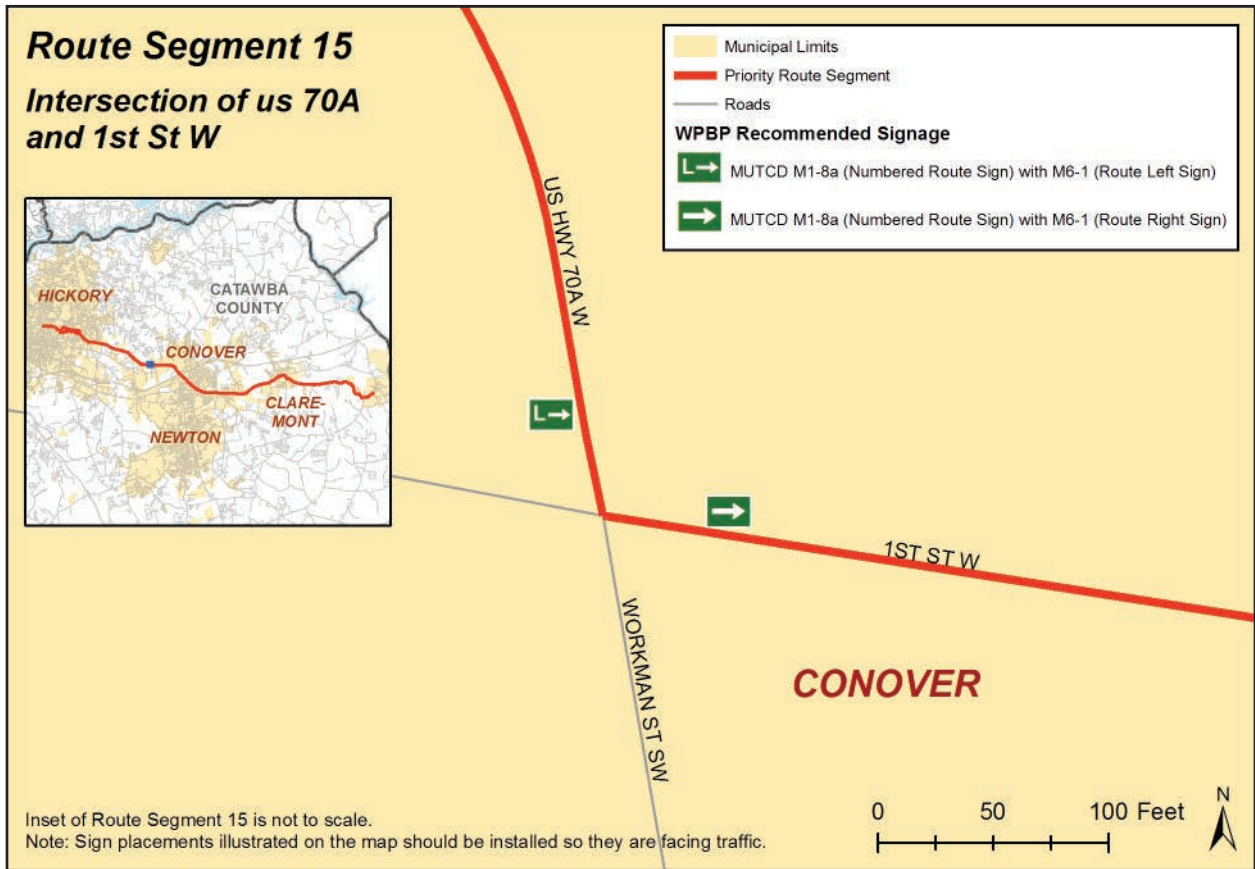 Route Segment 15
Intersection of us 70A
and 1st St W
Municipal Limits
Priority Route Segment
Roads
WPBP Recommended Signage
L→ MUTCD M1-8a (Numbered Route Sign) with M6-1 (Route Left Sign)
MUTCD M1-8a (Numbered Route Sign) with M6-1 (Route Right Sign)
HICKORY
CATAWBA
COUNTY
CONOVER
CLARE-
MONT
NEWTON
US HWY 70A W
L→
1ST ST W
WORKMAN ST SW
CONOVER
Inset of Route Segment 15 is not to scale.
Note: Sign placements illustrated on the map should be installed so they are facing traffic.
0 50 100 Feet
N